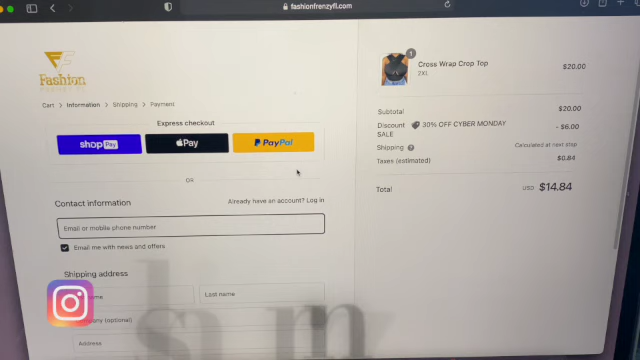 fashionfrenzyfl.com
Fashion
Cart > Information > Shipping > Payment
Express checkout
shop Pay
Pay
PayPal
OR
Contact information
Already have an account? Log in
Email or mobile phone number
Email me with news and offers
Shipping address
name
Last name
(optional)
Address
1
Cross Wrap Crop Top
2XL
$20.00
Subtotal
$20.00
Discount
30% OFF CYBER MONDAY
SALE
- $6.00
Shipping
Calculated at next step
Taxes (estimated)
$0.84
Total
USD $14.84